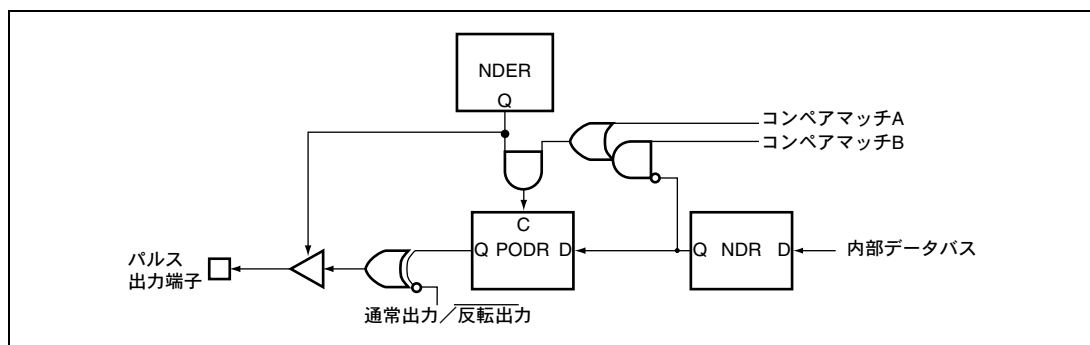 NDER
Q
コンペアマッチA
コンペアマッチB
C
Q PODR D
Q NDR D
内部データバス
パルス
出力端子
通常出力／反転出力